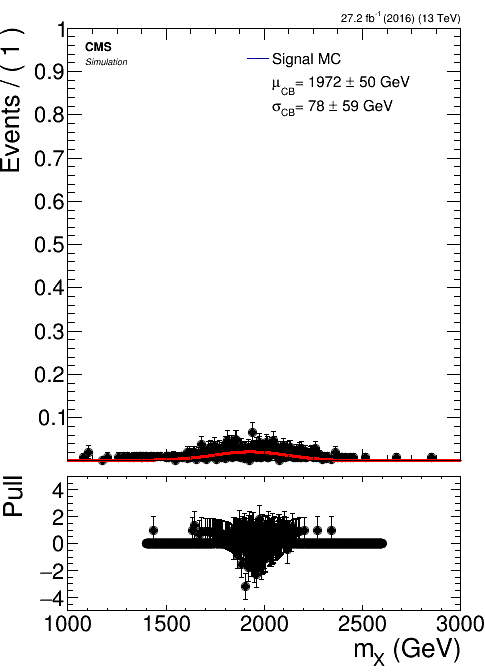 27.2 fb⁻¹ (2016) (13 TeV)
CMS
Simulation
Signal MC
μ_CB = 1972 ± 50 GeV
σ_CB = 78 ± 59 GeV
Events / ( 1 )
1
0.9
0.8
0.7
0.6
0.5
0.4
0.3
0.2
0.1
Pull
4
2
0
−2
−4
1000 1500 2000 2500 3000
m_X (GeV)